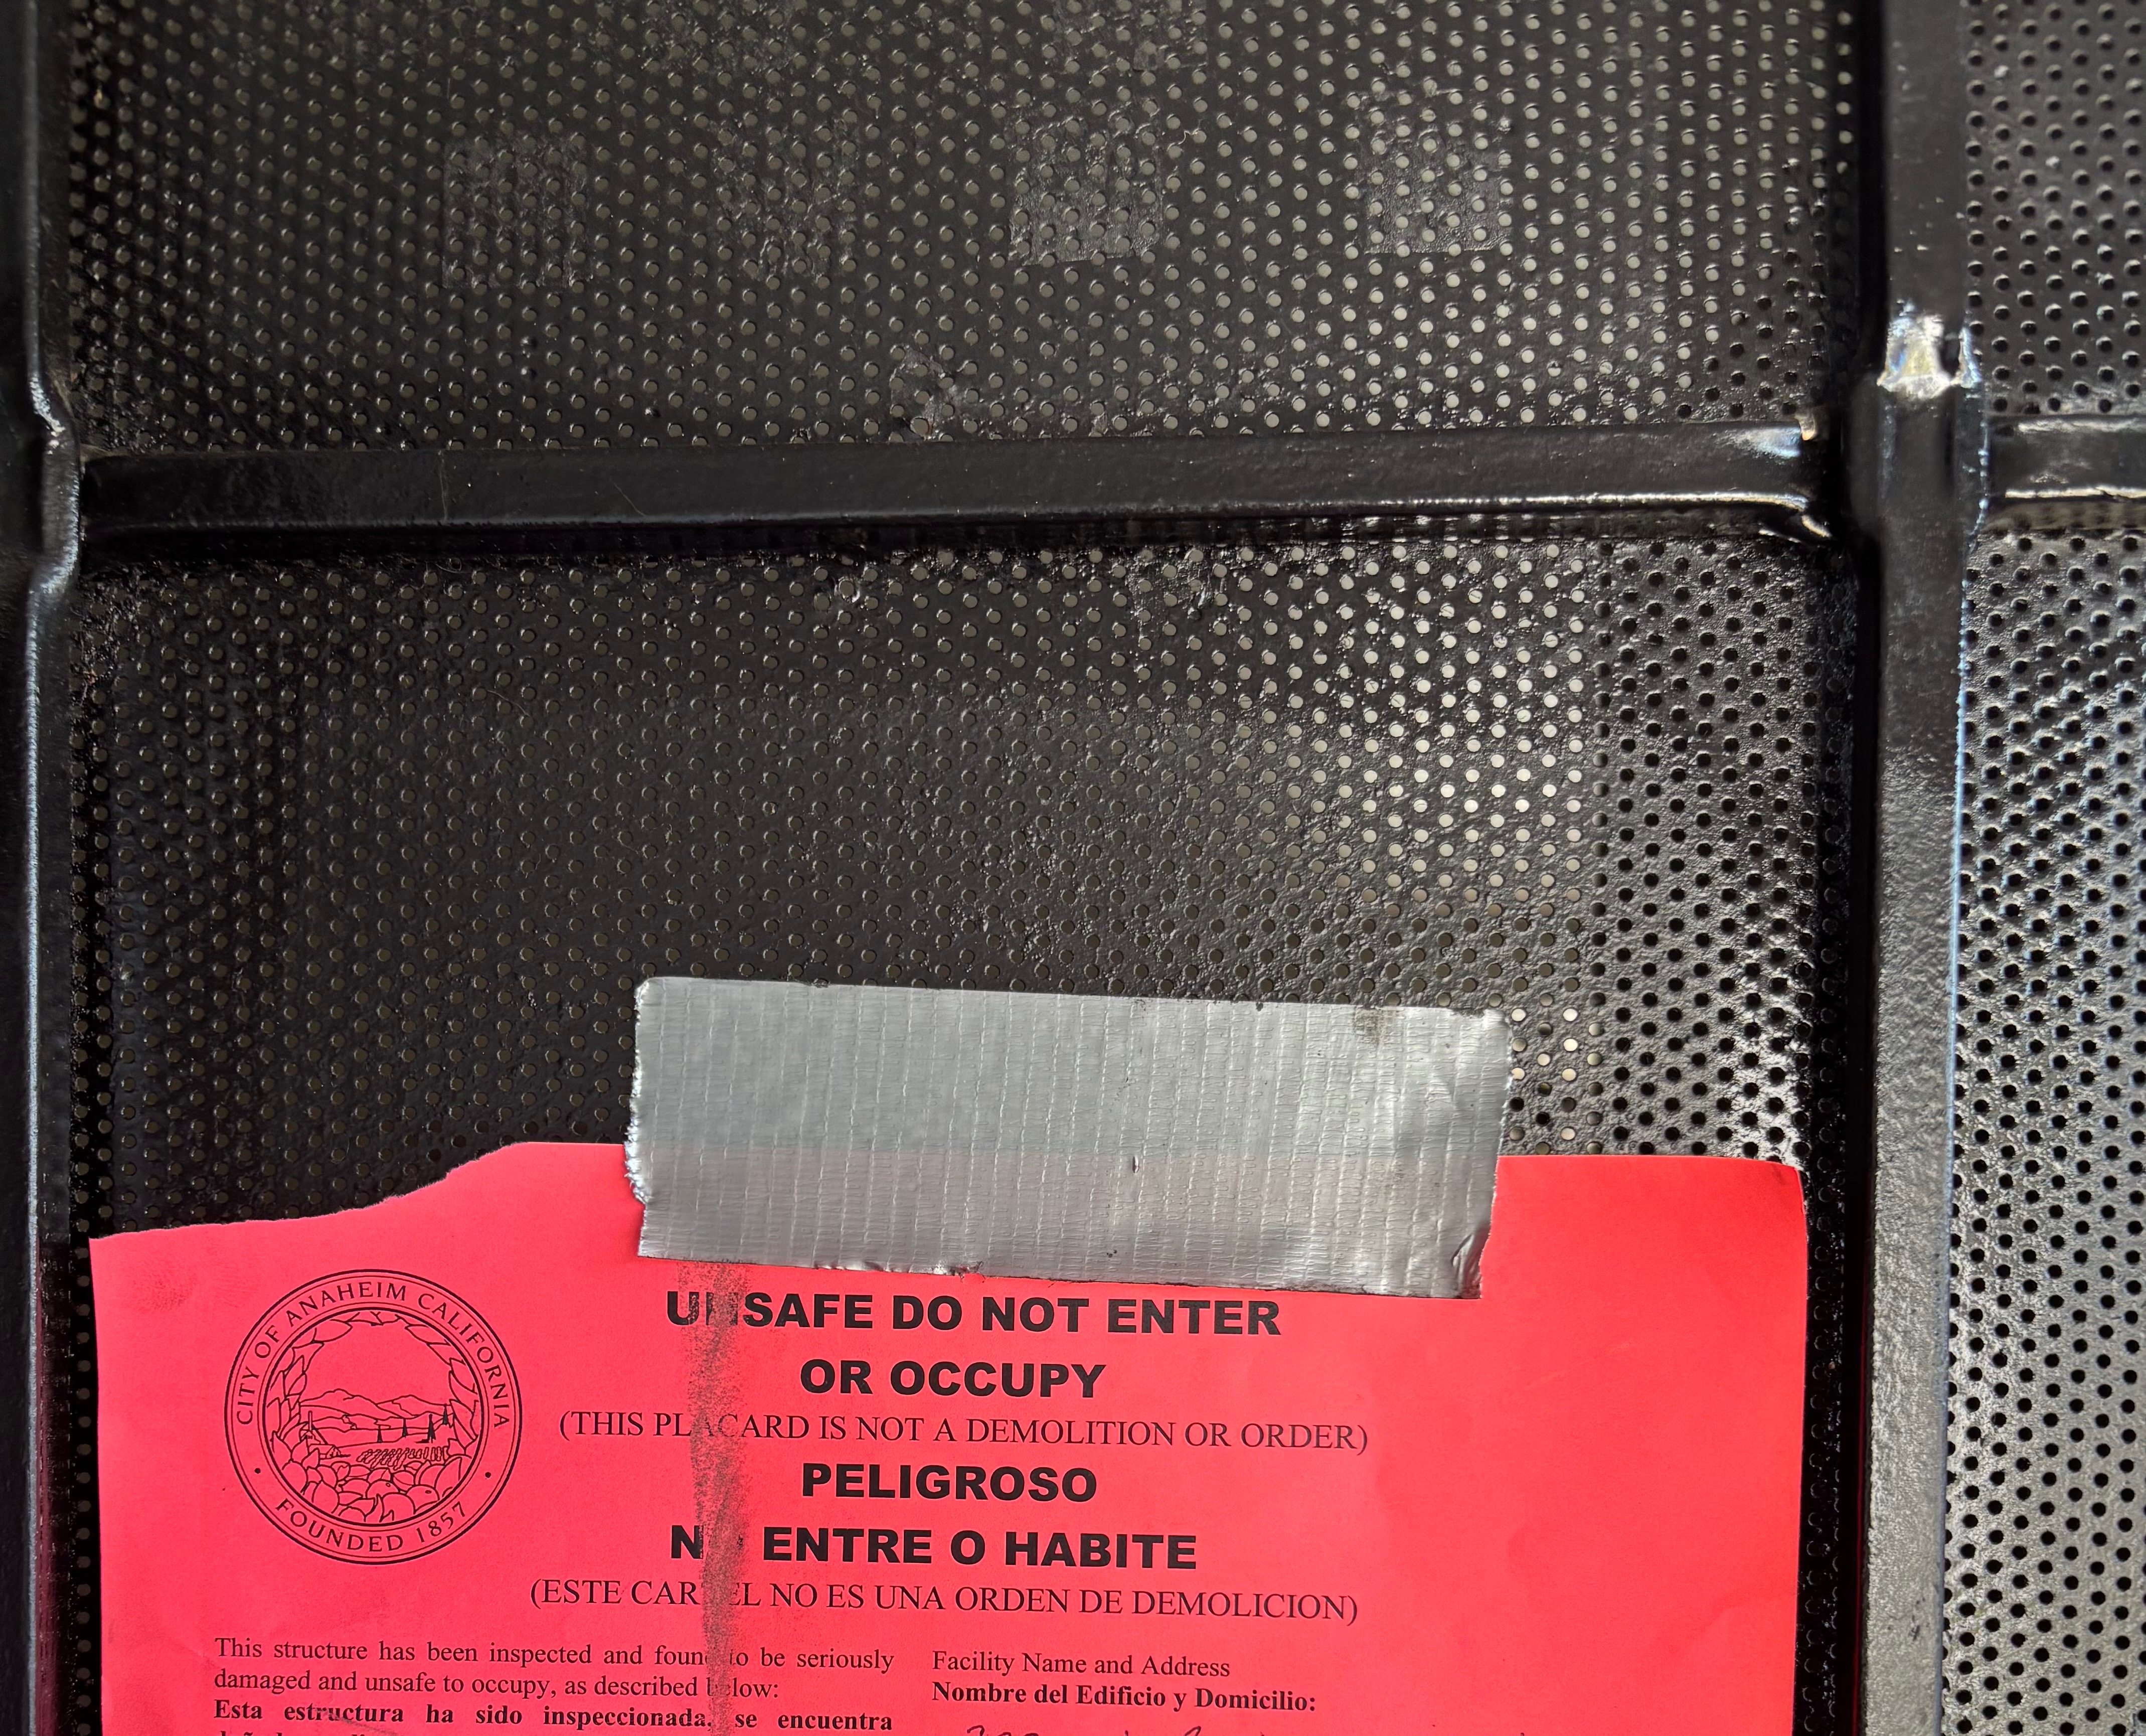 CITY OF ANAHEIM CALIFORNIA
FOUNDED 1857
UNSAFE DO NOT ENTER
OR OCCUPY
(THIS PLACARD IS NOT A DEMOLITION OR ORDER)
PELIGROSO
NO ENTRE O HABITE
(ESTE CARTEL NO ES UNA ORDEN DE DEMOLICION)
This structure has been inspected and found to be seriously
damaged and unsafe to occupy, as described below:
Esta estructura ha sido inspeccionada, se encuentra
Facility Name and Address
Nombre del Edificio y Domicilio: